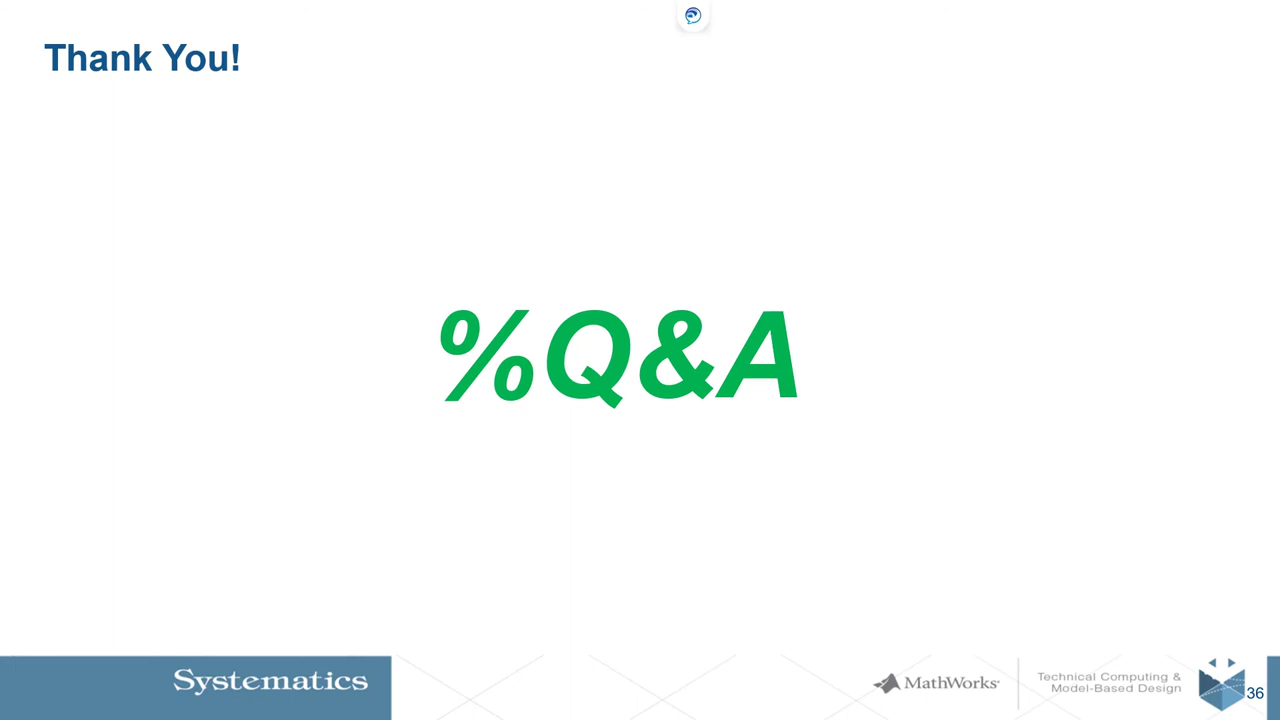 Thank You!
%Q&A
Systematics
MathWorks
Technical Computing &
Model-Based Design
36